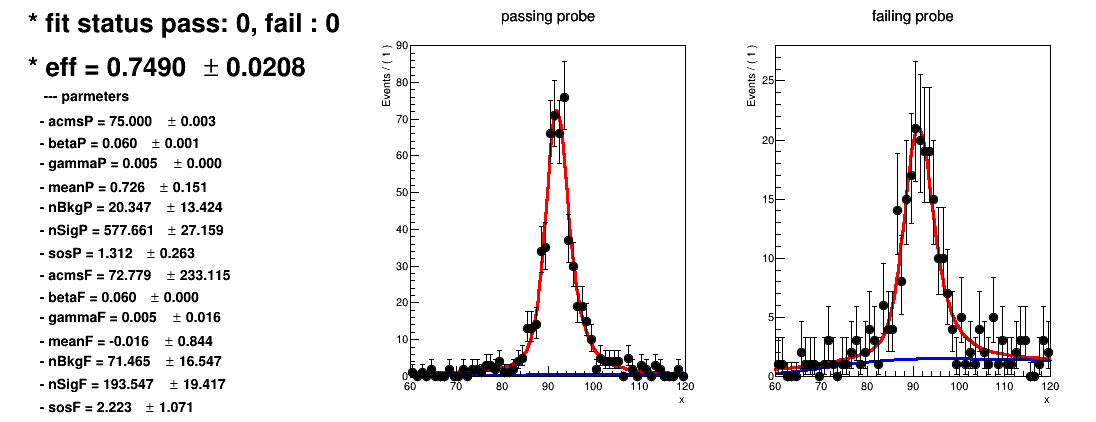 * fit status pass: 0, fail : 0
* eff = 0.7490 ± 0.0208
--- parmeters
- acmsP = 75.000 ± 0.003
- betaP = 0.060 ± 0.001
- gammaP = 0.005 ± 0.000
- meanP = 0.726 ± 0.151
- nBkgP = 20.347 ± 13.424
- nSigP = 577.661 ± 27.159
- sosP = 1.312 ± 0.263
- acmsF = 72.779 ± 233.115
- betaF = 0.060 ± 0.000
- gammaF = 0.005 ± 0.016
- meanF = -0.016 ± 0.844
- nBkgF = 71.465 ± 16.547
- nSigF = 193.547 ± 19.417
- sosF = 2.223 ± 1.071
passing probe
Events / ( 1 )
90
80
70
60
50
40
30
20
10
0
60 70 80 90 100 110 120
x
failing probe
Events / ( 1 )
25
20
15
10
5
0
60 70 80 90 100 110 120
x